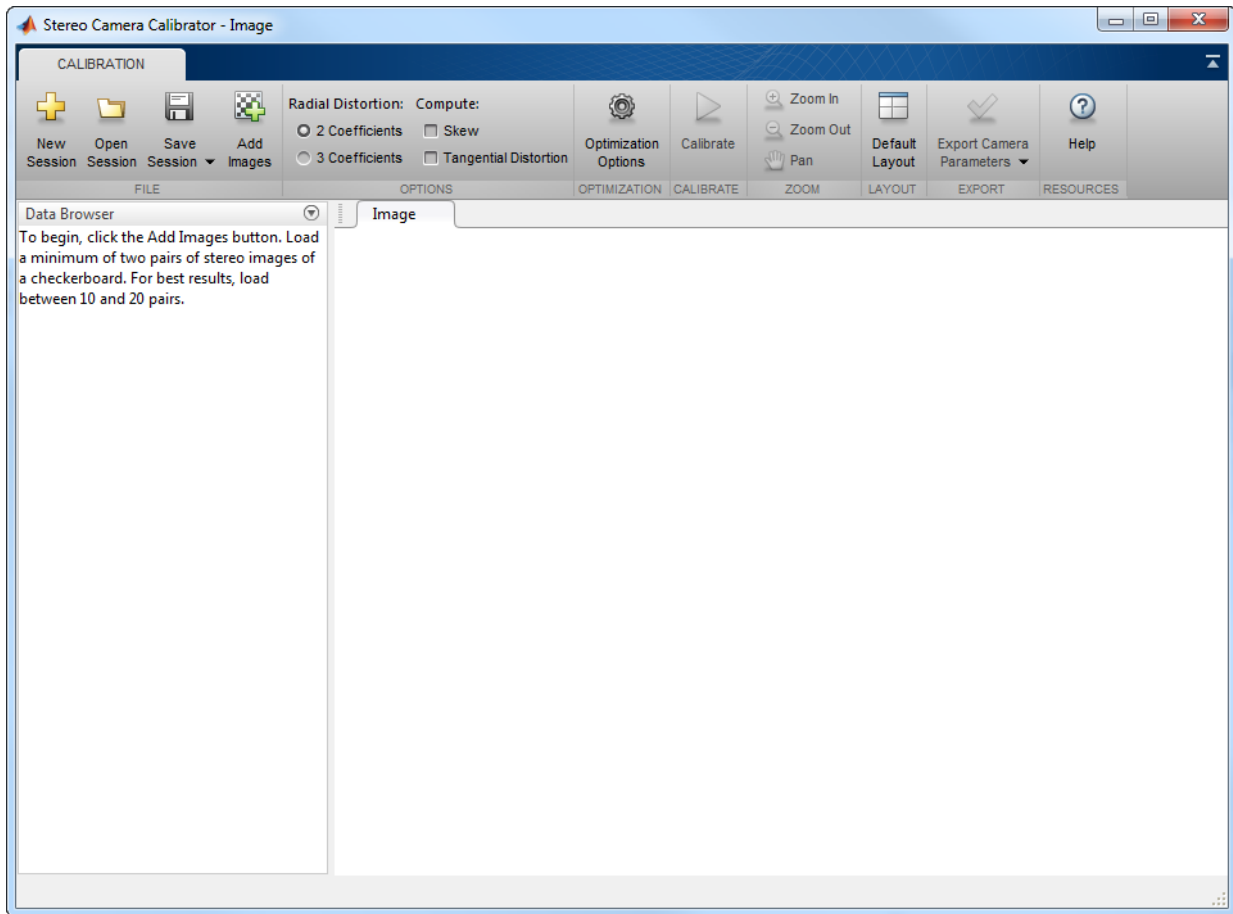 Stereo Camera Calibrator - Image
CALIBRATION
New Session
Open Session
Save Session
Add Images
Radial Distortion:
2 Coefficients
3 Coefficients
Compute:
Skew
Tangential Distortion
Optimization Options
Calibrate
Zoom In
Zoom Out
Pan
Default Layout
Export Camera Parameters
Help
FILE
OPTIONS
OPTIMIZATION
CALIBRATE
ZOOM
LAYOUT
EXPORT
RESOURCES
Data Browser
To begin, click the Add Images button. Load
a minimum of two pairs of stereo images of
a checkerboard. For best results, load
between 10 and 20 pairs.
Image